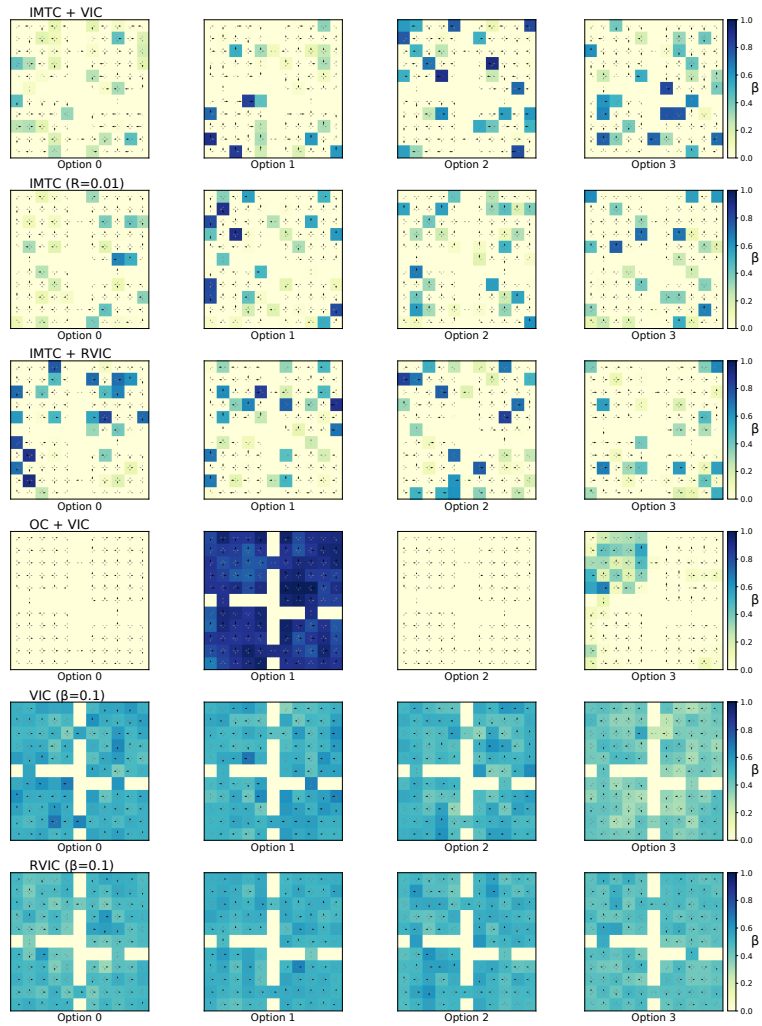 IMTC + VIC
1.0
0.8
0.6
β
0.4
0.2
0.0
Option 0
Option 1
Option 2
Option 3
IMTC (R=0.01)
1.0
0.8
0.6
β
0.4
0.2
0.0
Option 0
Option 1
Option 2
Option 3
IMTC + RVIC
1.0
0.8
0.6
β
0.4
0.2
0.0
Option 0
Option 1
Option 2
Option 3
OC + VIC
1.0
0.8
0.6
β
0.4
0.2
0.0
Option 0
Option 1
Option 2
Option 3
VIC (β=0.1)
1.0
0.8
0.6
β
0.4
0.2
0.0
Option 0
Option 1
Option 2
Option 3
RVIC (β=0.1)
1.0
0.8
0.6
β
0.4
0.2
0.0
Option 0
Option 1
Option 2
Option 3